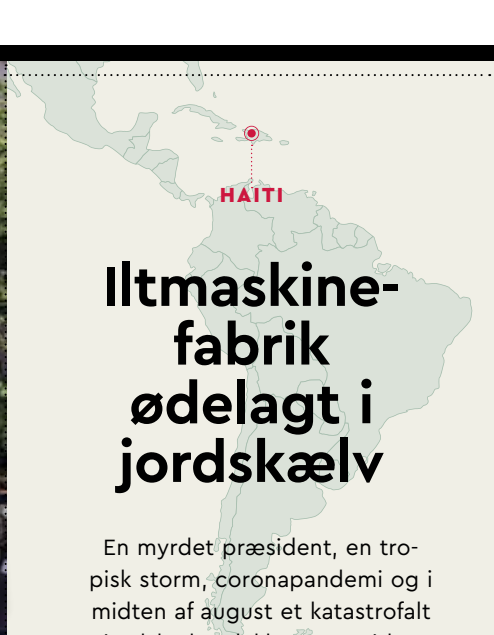 HAITI
Iltmaskine-
fabrik
ødelagt i
jordskælv
En myrdet præsident, en tro-
pisk storm, coronapandemi og i
midten af august et katastrofalt